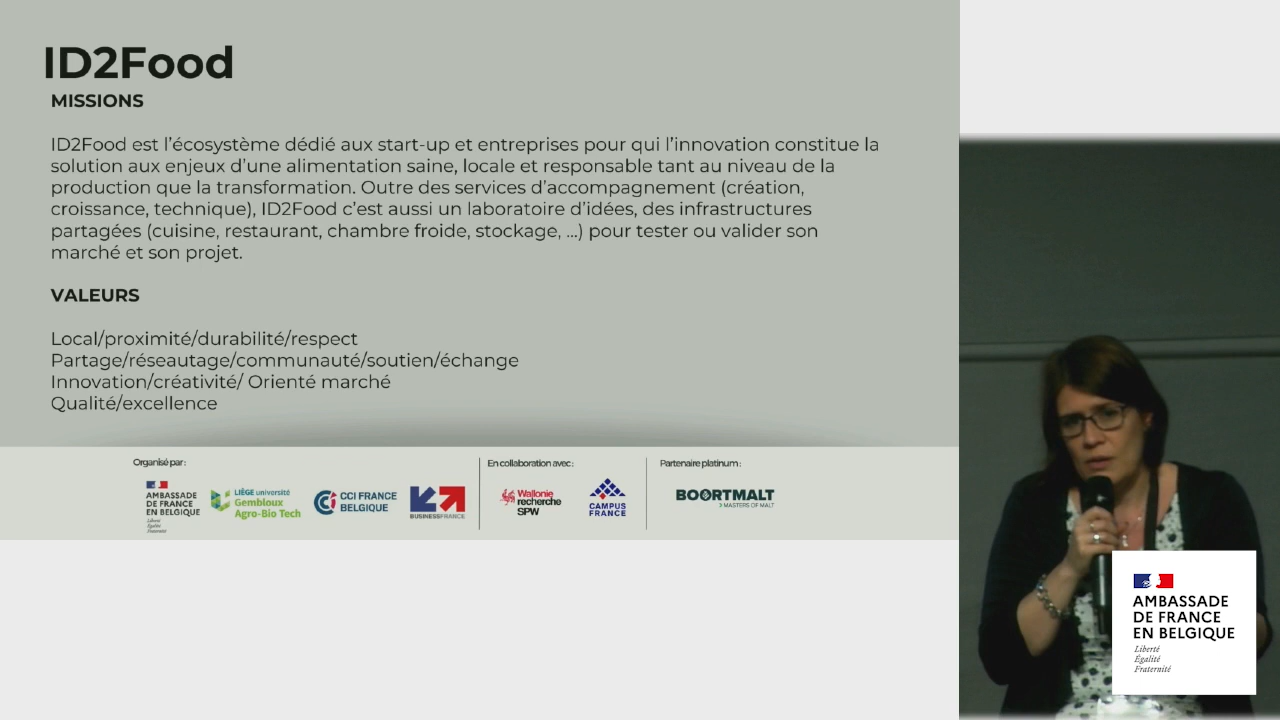 ID2Food
MISSIONS
ID2Food est l'écosystème dédié aux start-up et entreprises pour qui l'innovation constitue la
solution aux enjeux d'une alimentation saine, locale et responsable tant au niveau de la
production que la transformation. Outre des services d'accompagnement (création,
croissance, technique), ID2Food c'est aussi un laboratoire d'idées, des infrastructures
partagées (cuisine, restaurant, chambre froide, stockage, ...) pour tester ou valider son
marché et son projet.
VALEURS
Local/proximité/durabilité/respect
Partage/réseautage/communauté/soutien/échange
Innovation/créativité/ Orienté marché
Qualité/excellence
Organisé par :
AMBASSADE
DE FRANCE
EN BELGIQUE
Liberté
Égalité
Fraternité
LIÈGE université
Gembloux
Agro-Bio Tech
CCI FRANCE
BELGIQUE
BUSINESSFRANCE
En collaboration avec :
Wallonie
recherche
SPW
CAMPUS
FRANCE
Partenaire platinum :
BOORTMALT
MASTERS OF MALT
AMBASSADE
DE FRANCE
EN BELGIQUE
Liberté
Égalité
Fraternité